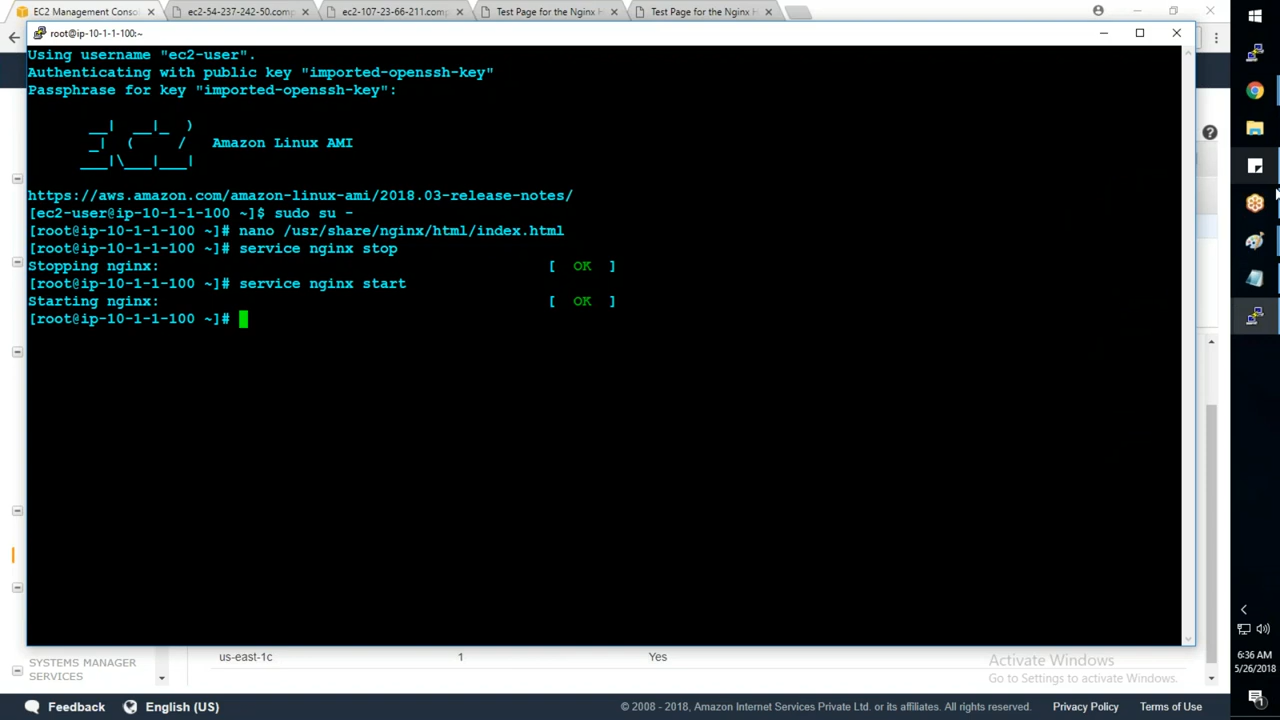 EC2 Management Consol
ec2-54-237-242-50.comp
ec2-107-23-66-211.comp
Test Page for the Nginx H
Test Page for the Nginx H
root@ip-10-1-1-100:~
Using username "ec2-user".
Authenticating with public key "imported-openssh-key"
Passphrase for key "imported-openssh-key":
__|  __|_  )
_|  (     /   Amazon Linux AMI
___|\___|___|
https://aws.amazon.com/amazon-linux-ami/2018.03-release-notes/
[ec2-user@ip-10-1-1-100 ~]$ sudo su -
[root@ip-10-1-1-100 ~]# nano /usr/share/nginx/html/index.html
[root@ip-10-1-1-100 ~]# service nginx stop
Stopping nginx: [ OK ]
[root@ip-10-1-1-100 ~]# service nginx start
Starting nginx: [ OK ]
[root@ip-10-1-1-100 ~]#
us-east-1c 1 Yes
SYSTEMS MANAGER
SERVICES
Activate Windows
Go to Settings to activate Windows.
6:36 AM
5/26/2018
Feedback English (US) © 2008 - 2018, Amazon Internet Services Private Ltd. or its affiliates. All rights reserved. Privacy Policy Terms of Use